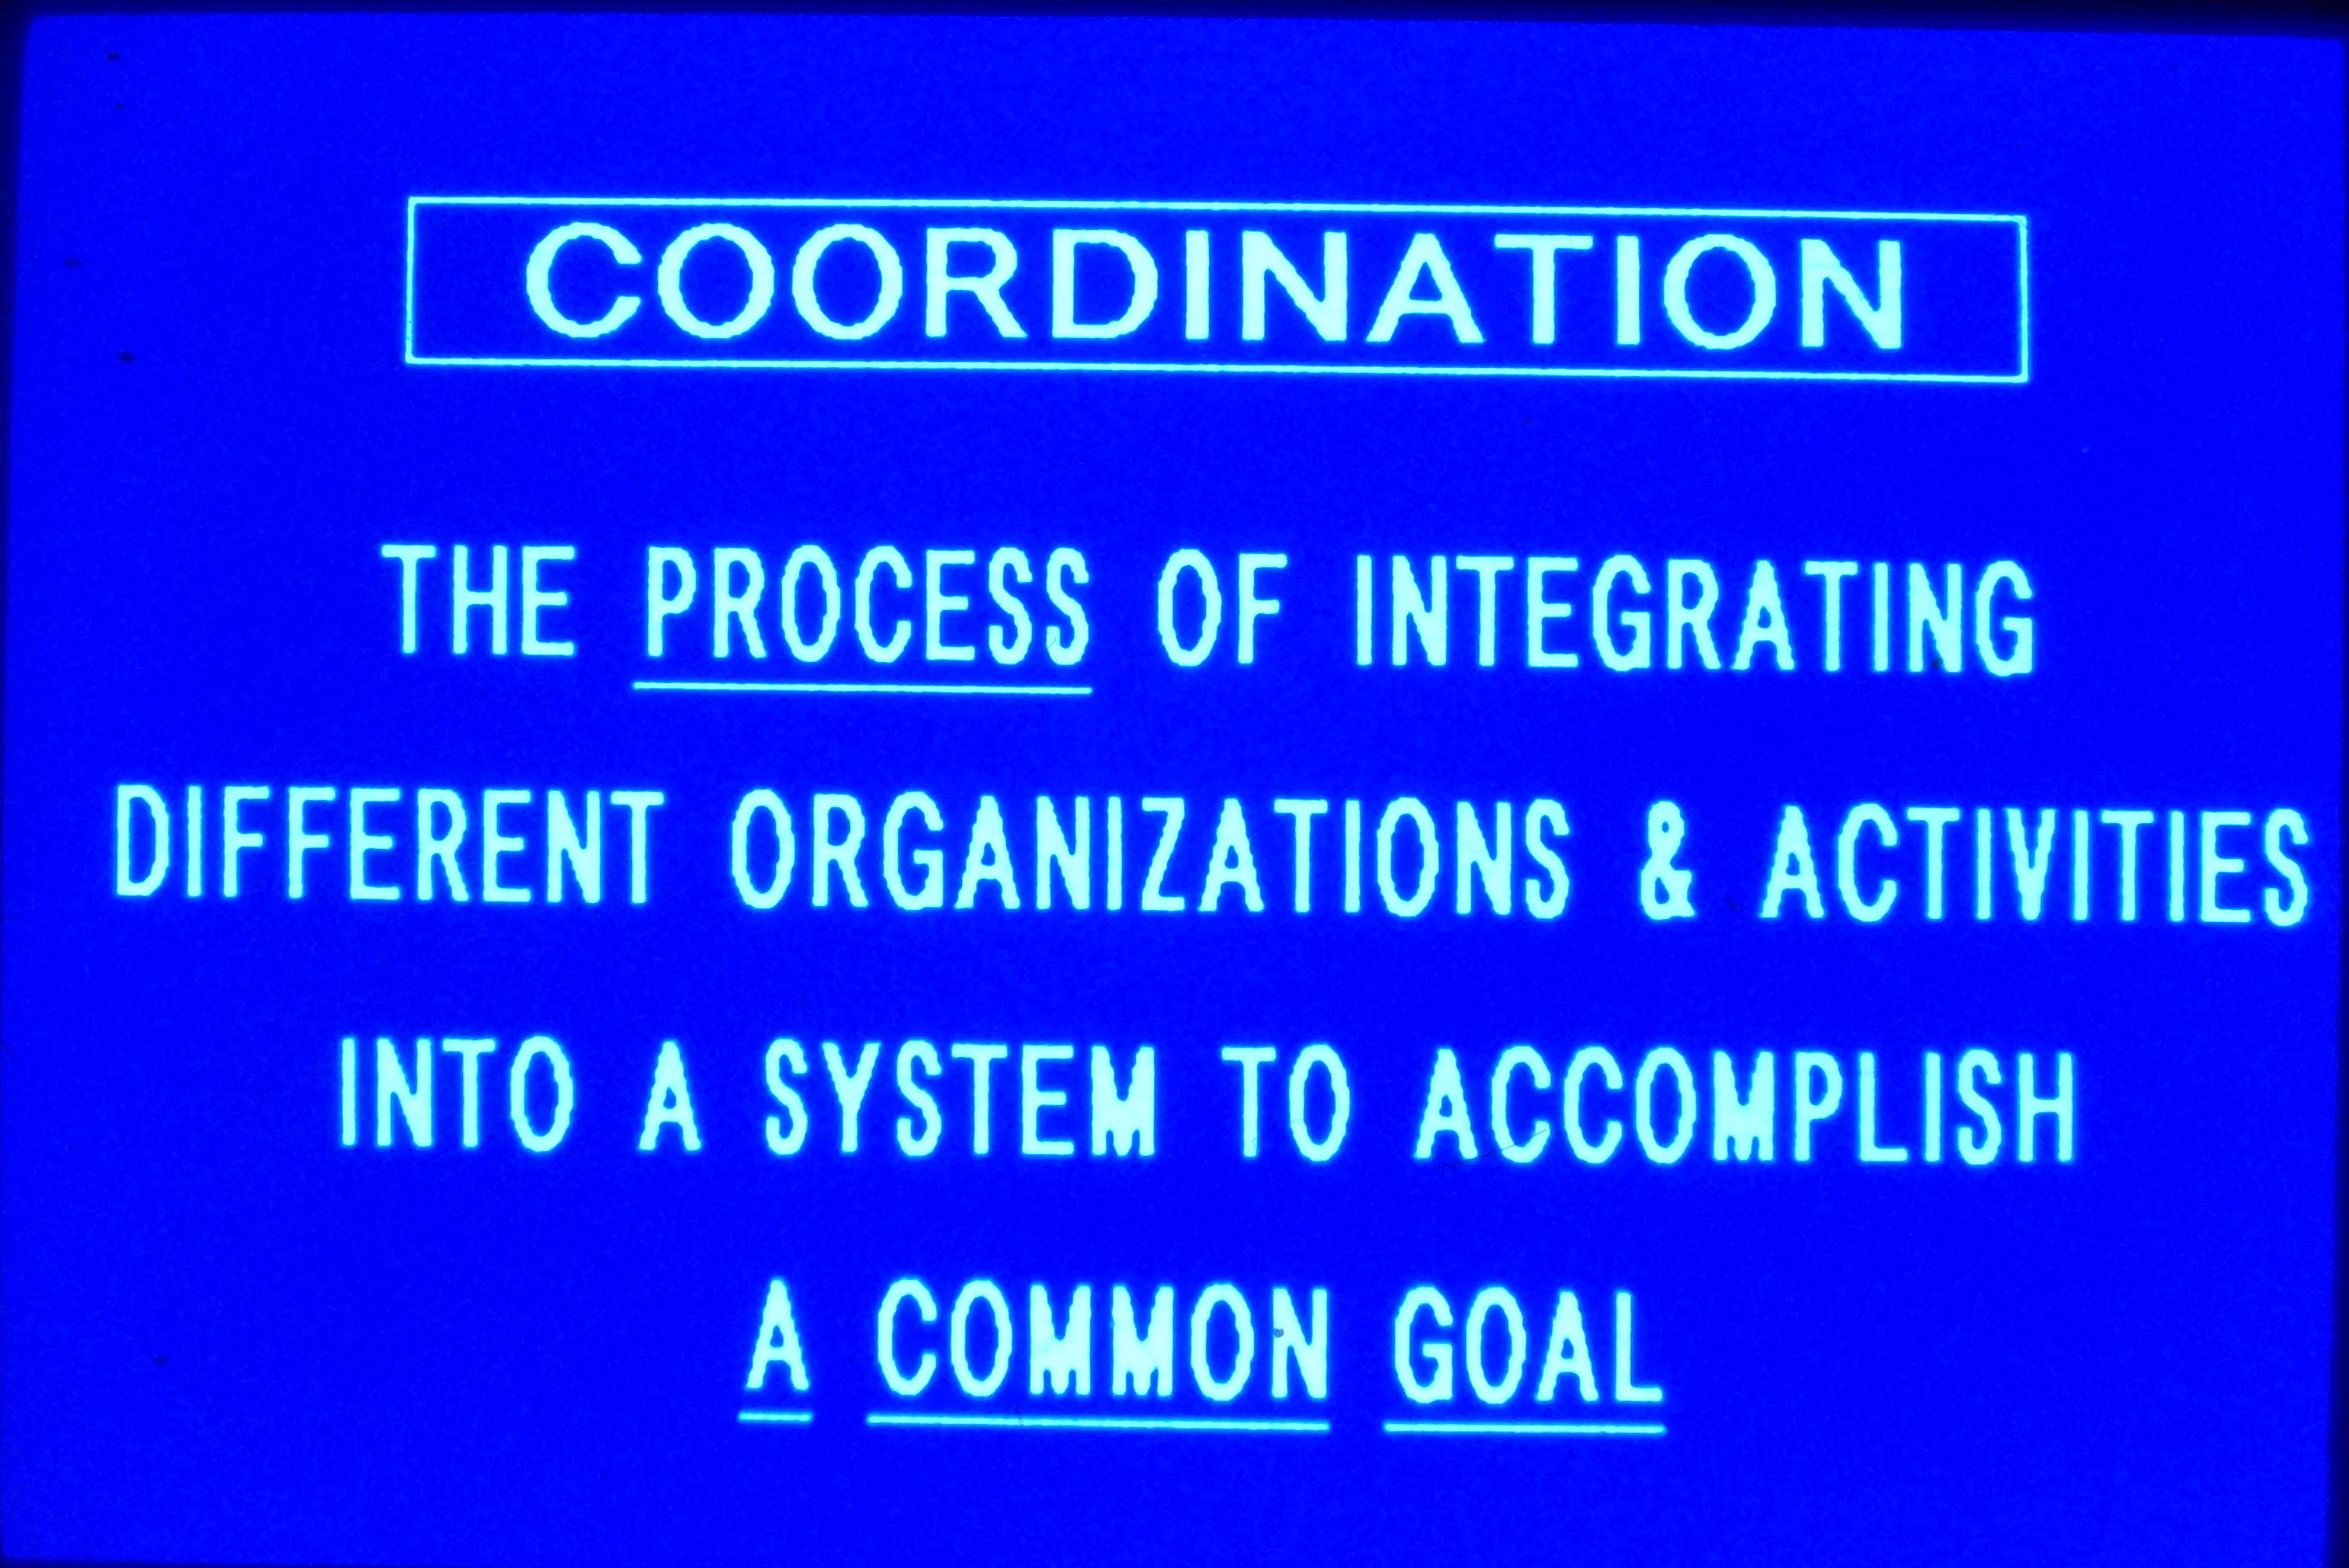 COORDINATION
THE PROCESS OF INTEGRATING
DIFFERENT ORGANIZATIONS & ACTIVITIES
INTO A SYSTEM TO ACCOMPLISH
A COMMON GOAL